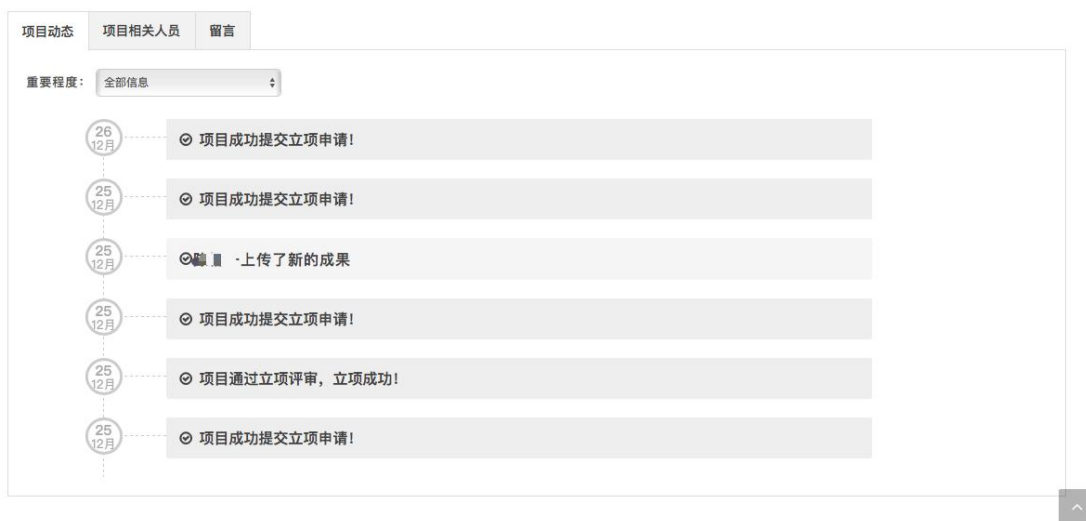 项目动态 项目相关人员 留言
重要程度： 全部信息
26
12月
项目成功提交立项申请！
25
12月
项目成功提交立项申请！
25
12月
·上传了新的成果
25
12月
项目成功提交立项申请！
25
12月
项目通过立项评审，立项成功！
25
12月
项目成功提交立项申请！